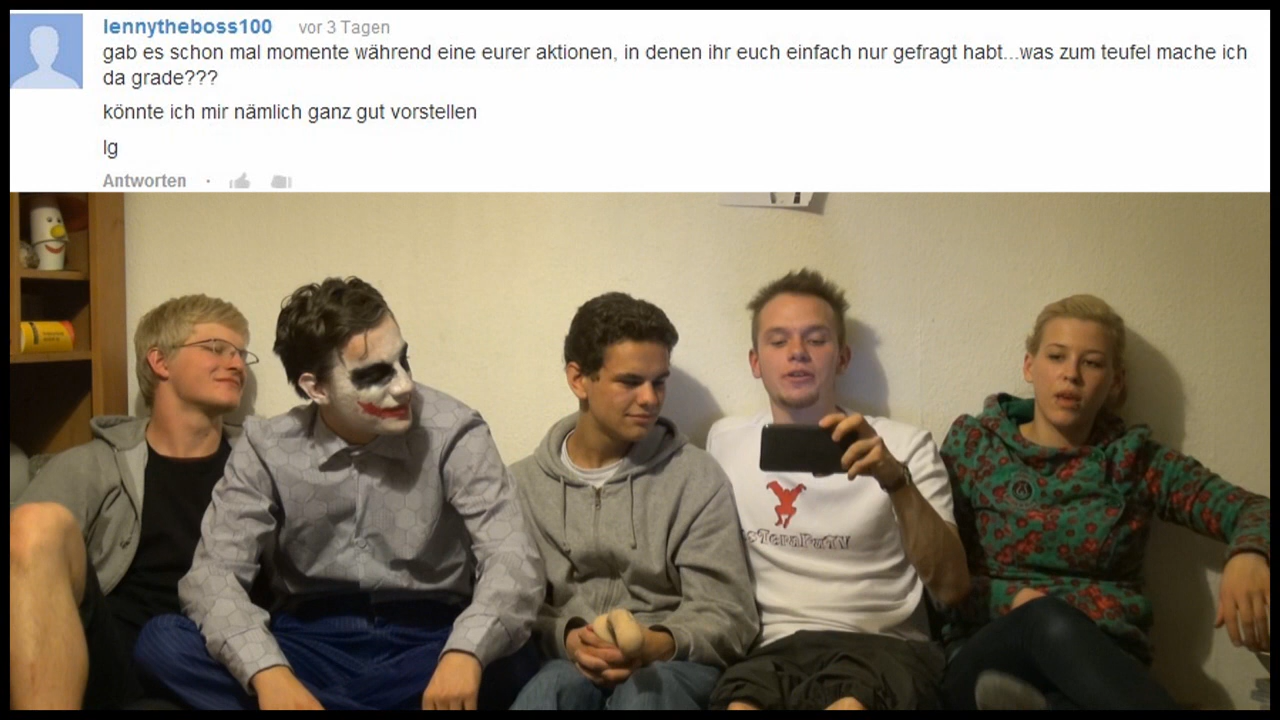 lennytheboss100 vor 3 Tagen
gab es schon mal momente während eine eurer aktionen, in denen ihr euch einfach nur gefragt habt...was zum teufel mache ich
da grade???
könnte ich mir nämlich ganz gut vorstellen
lg
Antworten ·